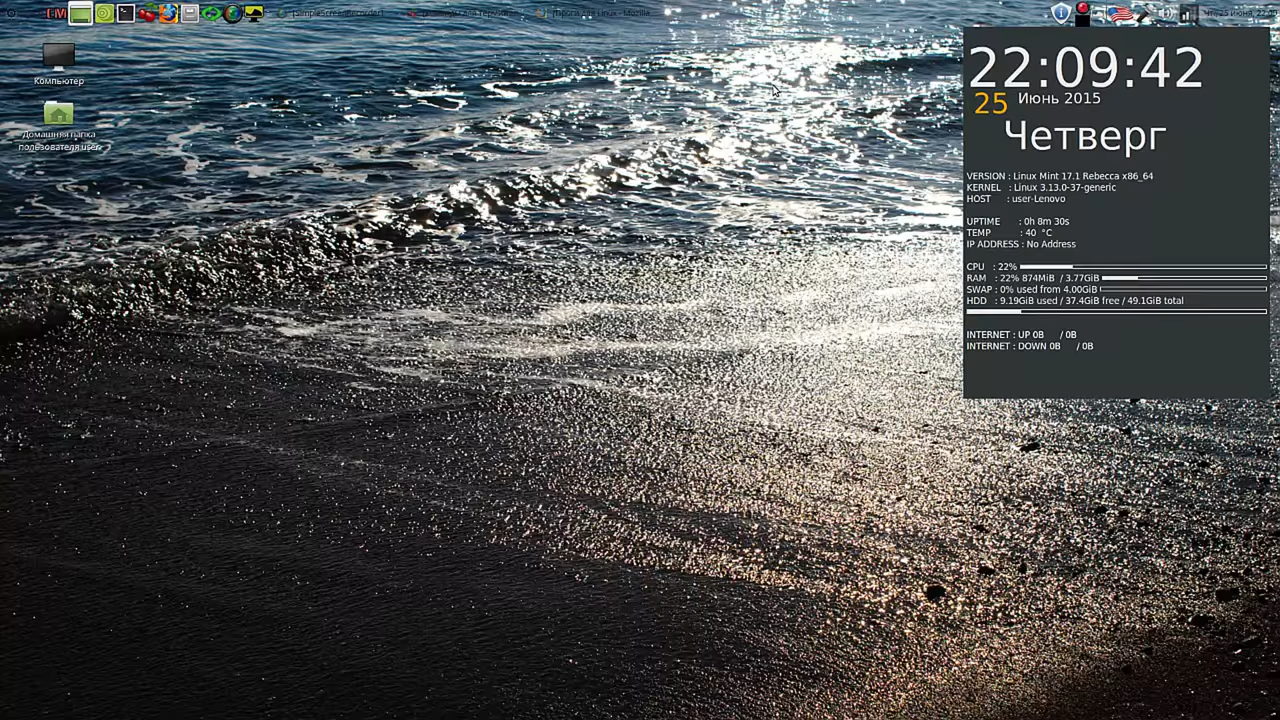 Компьютер
Домашняя папка
пользователя user
22:09:42
25 Июнь 2015
Четверг
VERSION : Linux Mint 17.1 Rebecca x86_64
KERNEL : Linux 3.13.0-37-generic
HOST : user-Lenovo
UPTIME : 0h 8m 30s
TEMP : 40 °C
IP ADDRESS : No Address
CPU : 22%
RAM : 22% 874MiB / 3.77GiB
SWAP : 0% used from 4.00GiB
HDD : 9.19GiB used / 37.4GiB free / 49.1GiB total
INTERNET : UP 0B / 0B
INTERNET : DOWN 0B / 0B